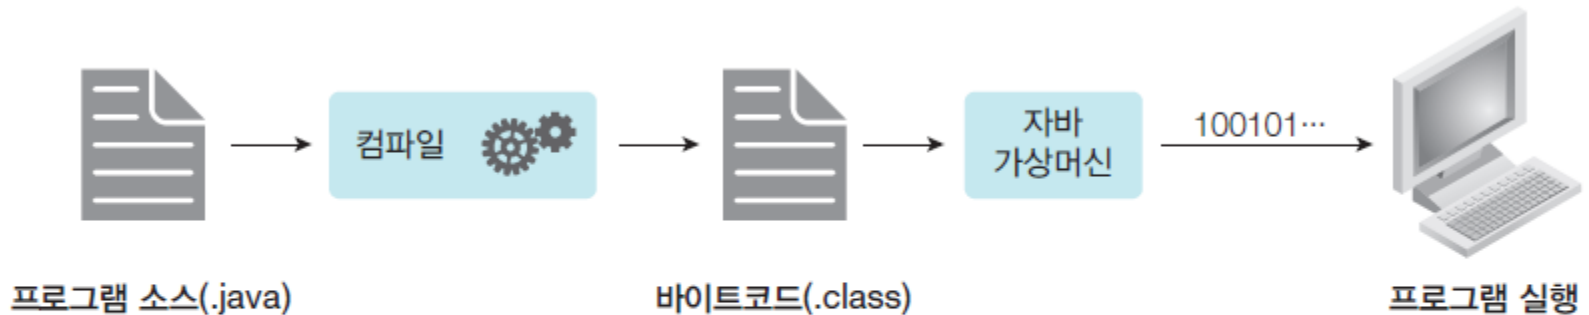 컴파일
자바
가상머신
100101···
프로그램 소스(.java)
바이트코드(.class)
프로그램 실행